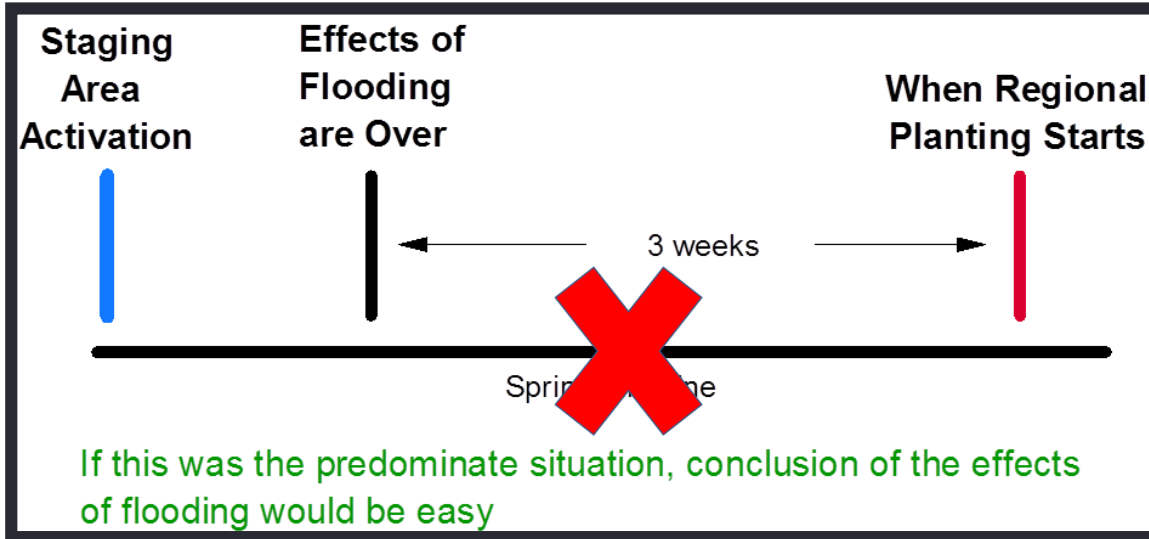 Staging
Area
Activation
Effects of
Flooding
are Over
When Regional
Planting Starts
3 weeks
If this was the predominate situation, conclusion of the effects
of flooding would be easy